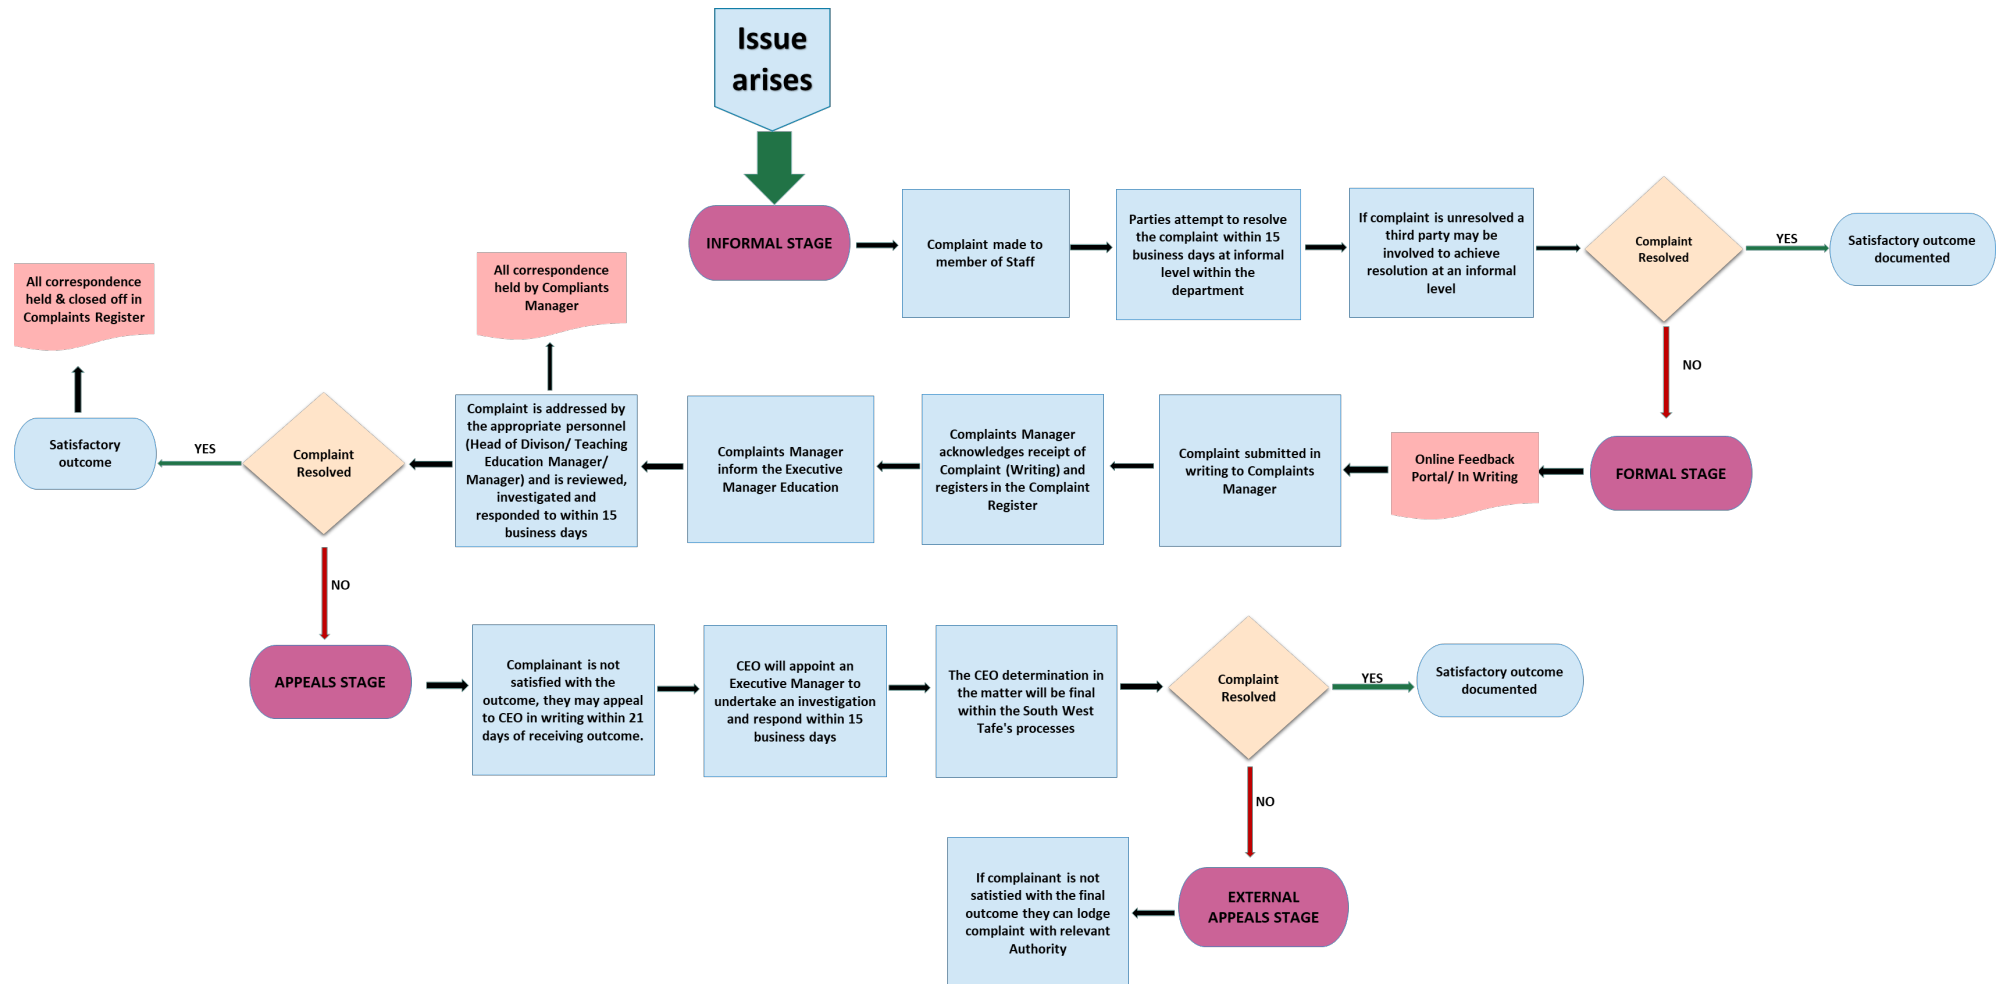 Issue
arises
INFORMAL STAGE
Complaint made to
member of Staff
Parties attempt to resolve
the complaint within 15
business days at informal
level within the
department
If complaint is unresolved a
third party may be
involved to achieve
resolution at an informal
level
Complaint
Resolved
YES
Satisfactory outcome
documented
NO
FORMAL STAGE
Online Feedback
Portal/ In Writing
Complaint submitted in
writing to Complaints
Manager
Complaints Manager
acknowledges receipt of
Complaint (Writing) and
registers in the Complaint
Register
Complaints Manager
inform the Executive
Manager Education
Complaint is addressed by
the appropriate personnel
(Head of Divison/ Teaching
Education Manager/
Manager) and is reviewed,
investigated and
responded to within 15
business days
All correspondence
held by Compliants
Manager
Complaint
Resolved
YES
Satisfactory
outcome
All correspondence
held & closed off in
Complaints Register
NO
APPEALS STAGE
Complainant is not
satisfied with the
outcome, they may appeal
to CEO in writing within 21
days of receiving outcome.
CEO will appoint an
Executive Manager to
undertake an investigation
and respond within 15
business days
The CEO determination in
the matter will be final
within the South West
Tafe's processes
Complaint
Resolved
YES
Satisfactory outcome
documented
NO
EXTERNAL
APPEALS STAGE
If complainant is not
satistied with the final
outcome they can lodge
complaint with relevant
Authority